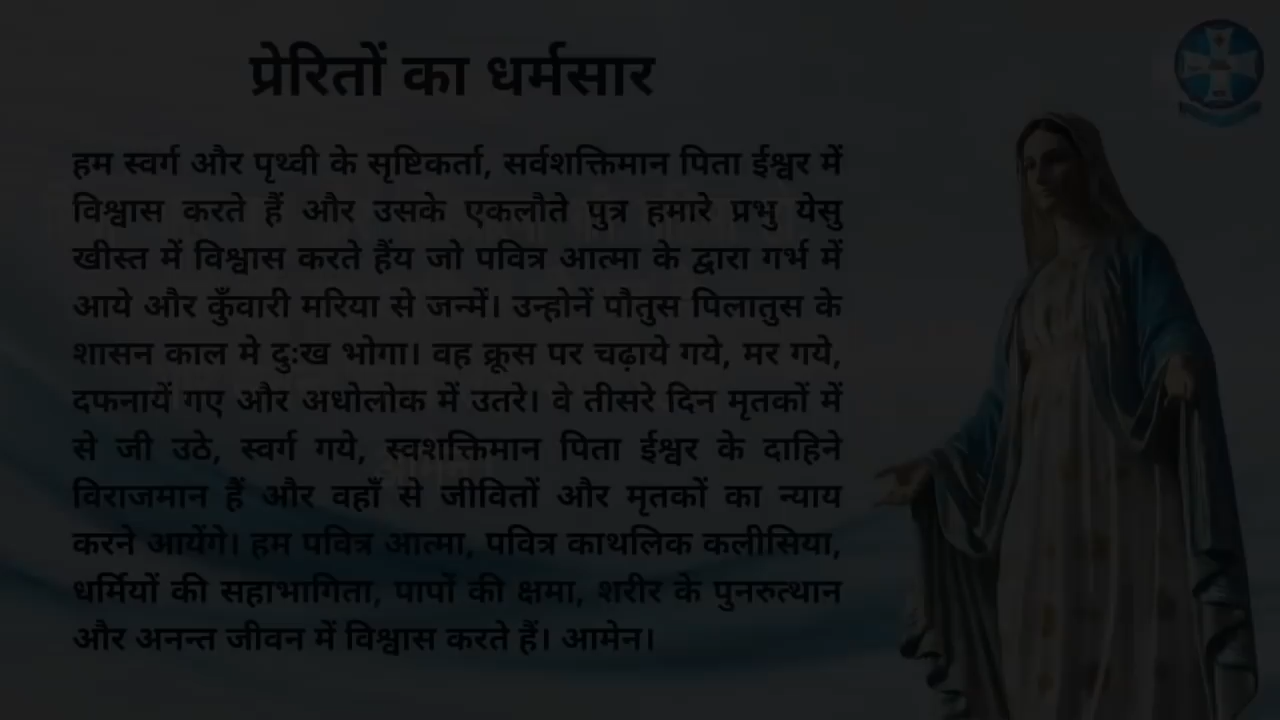 प्रेरितों का धर्मसार
हम स्वर्ग और पृथ्वी के सृष्टिकर्ता, सर्वशक्तिमान पिता ईश्वर में
विश्वास करते हैं और उसके एकलौते पुत्र हमारे प्रभु येसु
खीस्त में विश्वास करते हैंय जो पवित्र आत्मा के द्वारा गर्भ में
आये और कुँवारी मरिया से जन्में। उन्होनें पौतुस पिलातुस के
शासन काल मे दुःख भोगा। वह क्रूस पर चढ़ाये गये, मर गये,
दफनायें गए और अधोलोक में उतरे। वे तीसरे दिन मृतकों में
से जी उठे, स्वर्ग गये, स्वशक्तिमान पिता ईश्वर के दाहिने
विराजमान हैं और वहाँ से जीवितों और मृतकों का न्याय
करने आयेंगे। हम पवित्र आत्मा, पवित्र काथलिक कलीसिया,
धर्मियों की सहाभागिता, पापों की क्षमा, शरीर के पुनरुत्थान
और अनन्त जीवन में विश्वास करते हैं। आमेन।